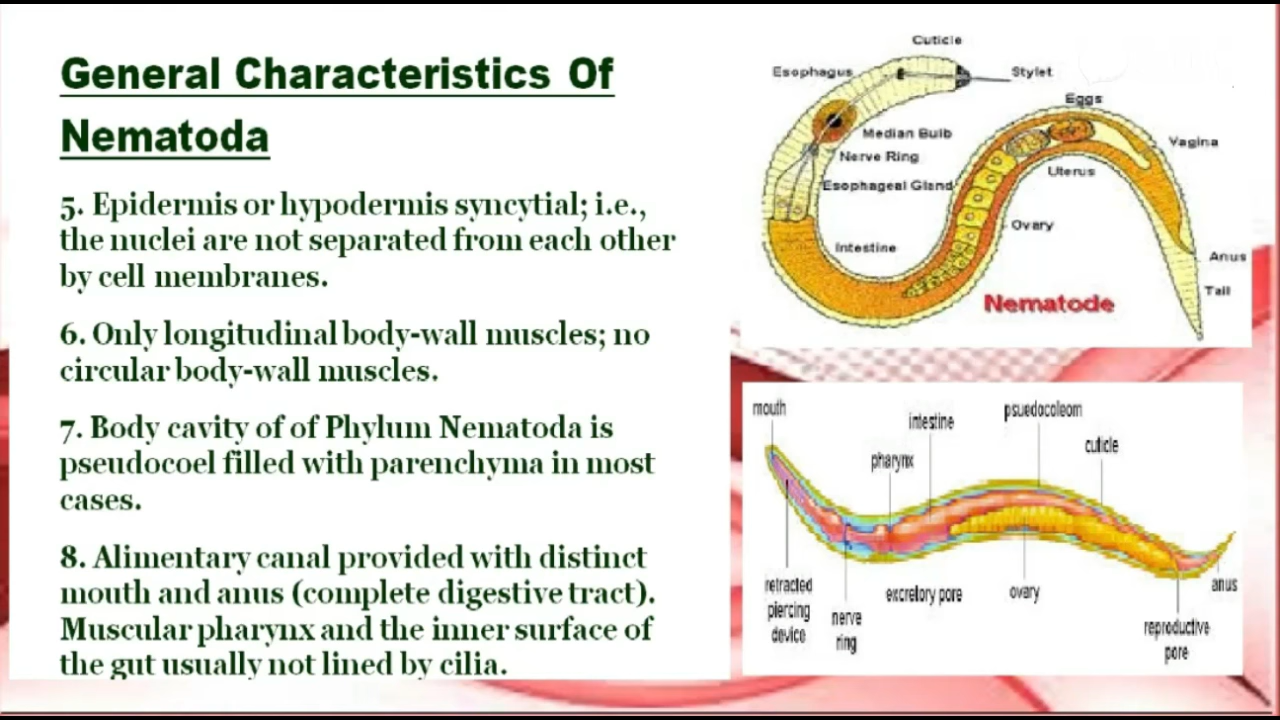 General Characteristics Of
Nematoda
5. Epidermis or hypodermis syncytial; i.e.,
the nuclei are not separated from each other
by cell membranes.
6. Only longitudinal body-wall muscles; no
circular body-wall muscles.
7. Body cavity of of Phylum Nematoda is
pseudocoel filled with parenchyma in most
cases.
8. Alimentary canal provided with distinct
mouth and anus (complete digestive tract).
Muscular pharynx and the inner surface of
the gut usually not lined by cilia.
Cuticle
Esophagus
Stylet
Eggs
Median Bulb
Vagina
Nerve Ring
Uterus
Esophageal Gland
Ovary
Intestine
Anus
Tail
Nematode
mouth
intestine
psuedocoleom
cuticle
pharynx
retracted
piercing
device
nerve
ring
excretory pore
ovary
anus
reproductive
pore